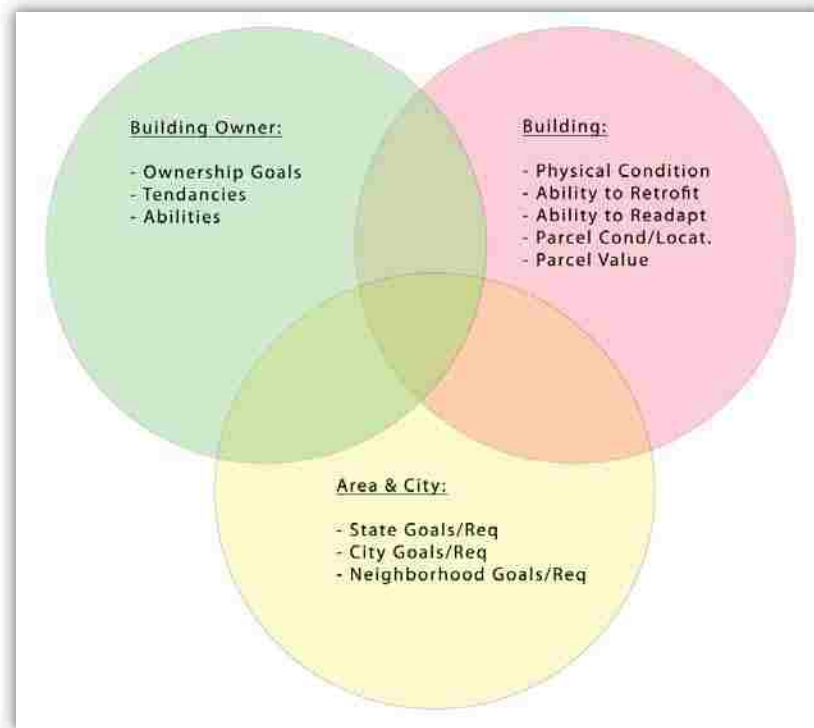 Building Owner:
- Ownership Goals
- Tendancies
- Abilities
Building:
- Physical Condition
- Ability to Retrofit
- Ability to Readapt
- Parcel Cond/Locat.
- Parcel Value
Area & City:
- State Goals/Req
- City Goals/Req
- Neighborhood Goals/Req